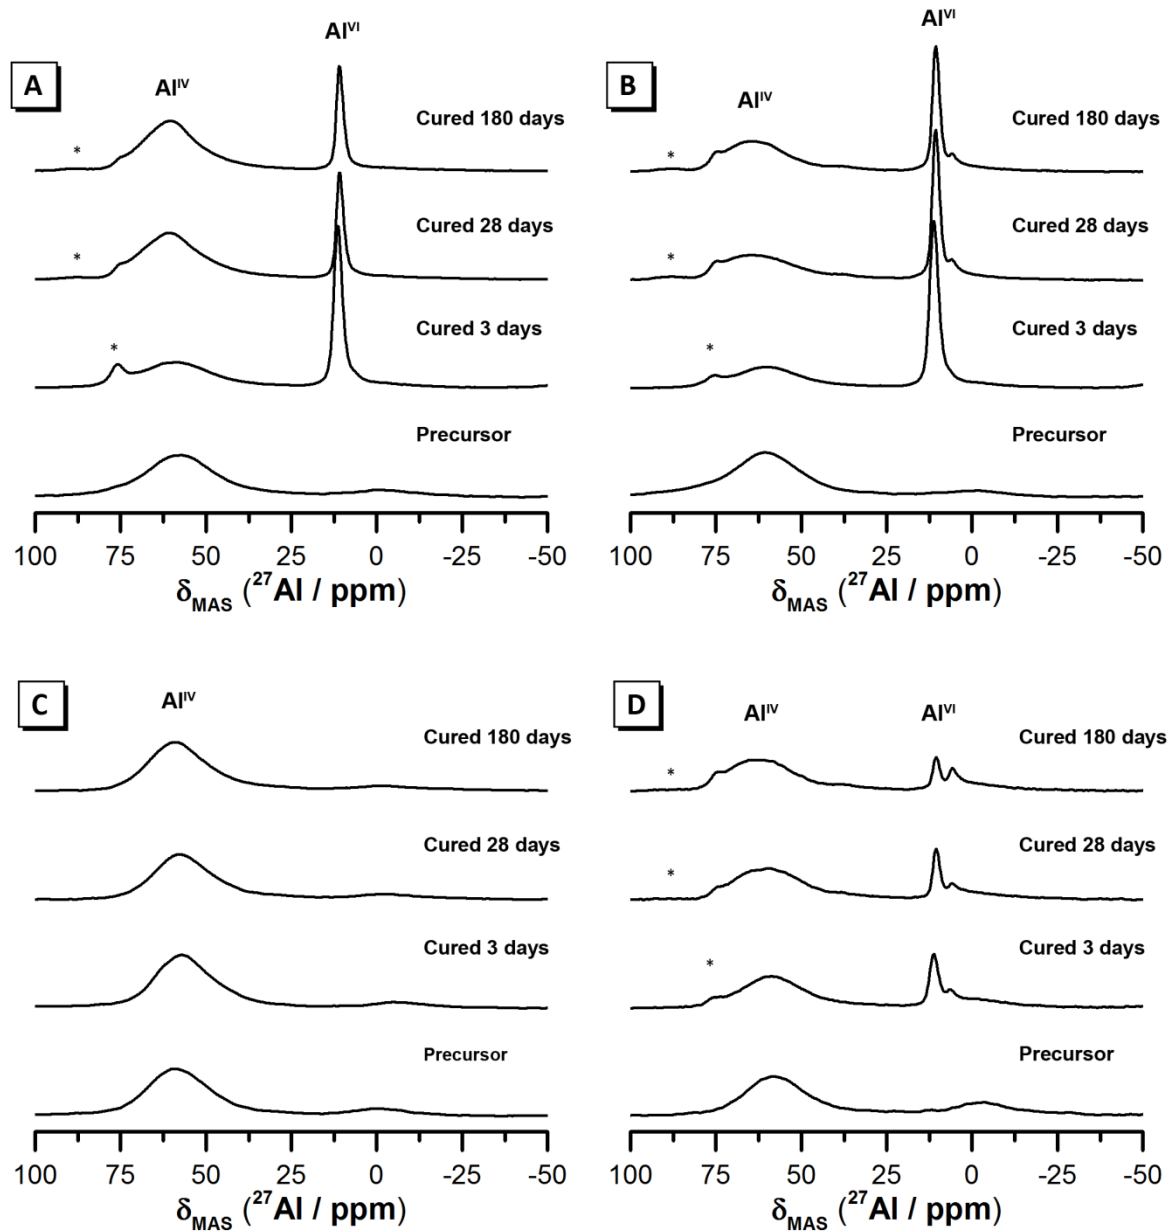 A
Al^IV
Al^VI
Cured 180 days
*
Cured 28 days
*
Cured 3 days
*
Precursor
100 75 50 25 0 -25 -50
δ_MAS (^27Al / ppm)
B
Al^IV
Al^VI
Cured 180 days
*
Cured 28 days
*
Cured 3 days
*
Precursor
100 75 50 25 0 -25 -50
δ_MAS (^27Al / ppm)
C
Al^IV
Cured 180 days
Cured 28 days
Cured 3 days
Precursor
100 75 50 25 0 -25 -50
δ_MAS (^27Al / ppm)
D
Al^IV
Al^VI
Cured 180 days
*
Cured 28 days
*
Cured 3 days
*
Precursor
100 75 50 25 0 -25 -50
δ_MAS (^27Al / ppm)